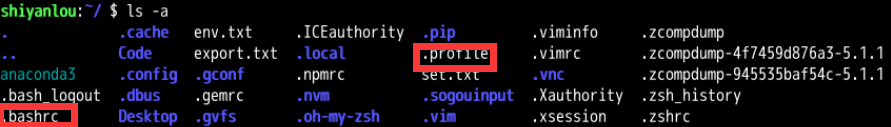 shiyanlou:~/ $ ls -a
. .cache env.txt .ICEauthority .pip .viminfo .zcompdump
.. Code export.txt .local .profile .vimrc .zcompdump-4f7459d876a3-5.1.1
anaconda3 .config .gconf .npmrc set.txt .vnc .zcompdump-945535baf54c-5.1.1
.bash_logout .dbus .gemrc .nvm .sogouinput .Xauthority .zsh_history
.bashrc Desktop .gvfs .oh-my-zsh .vim .xsession .zshrc